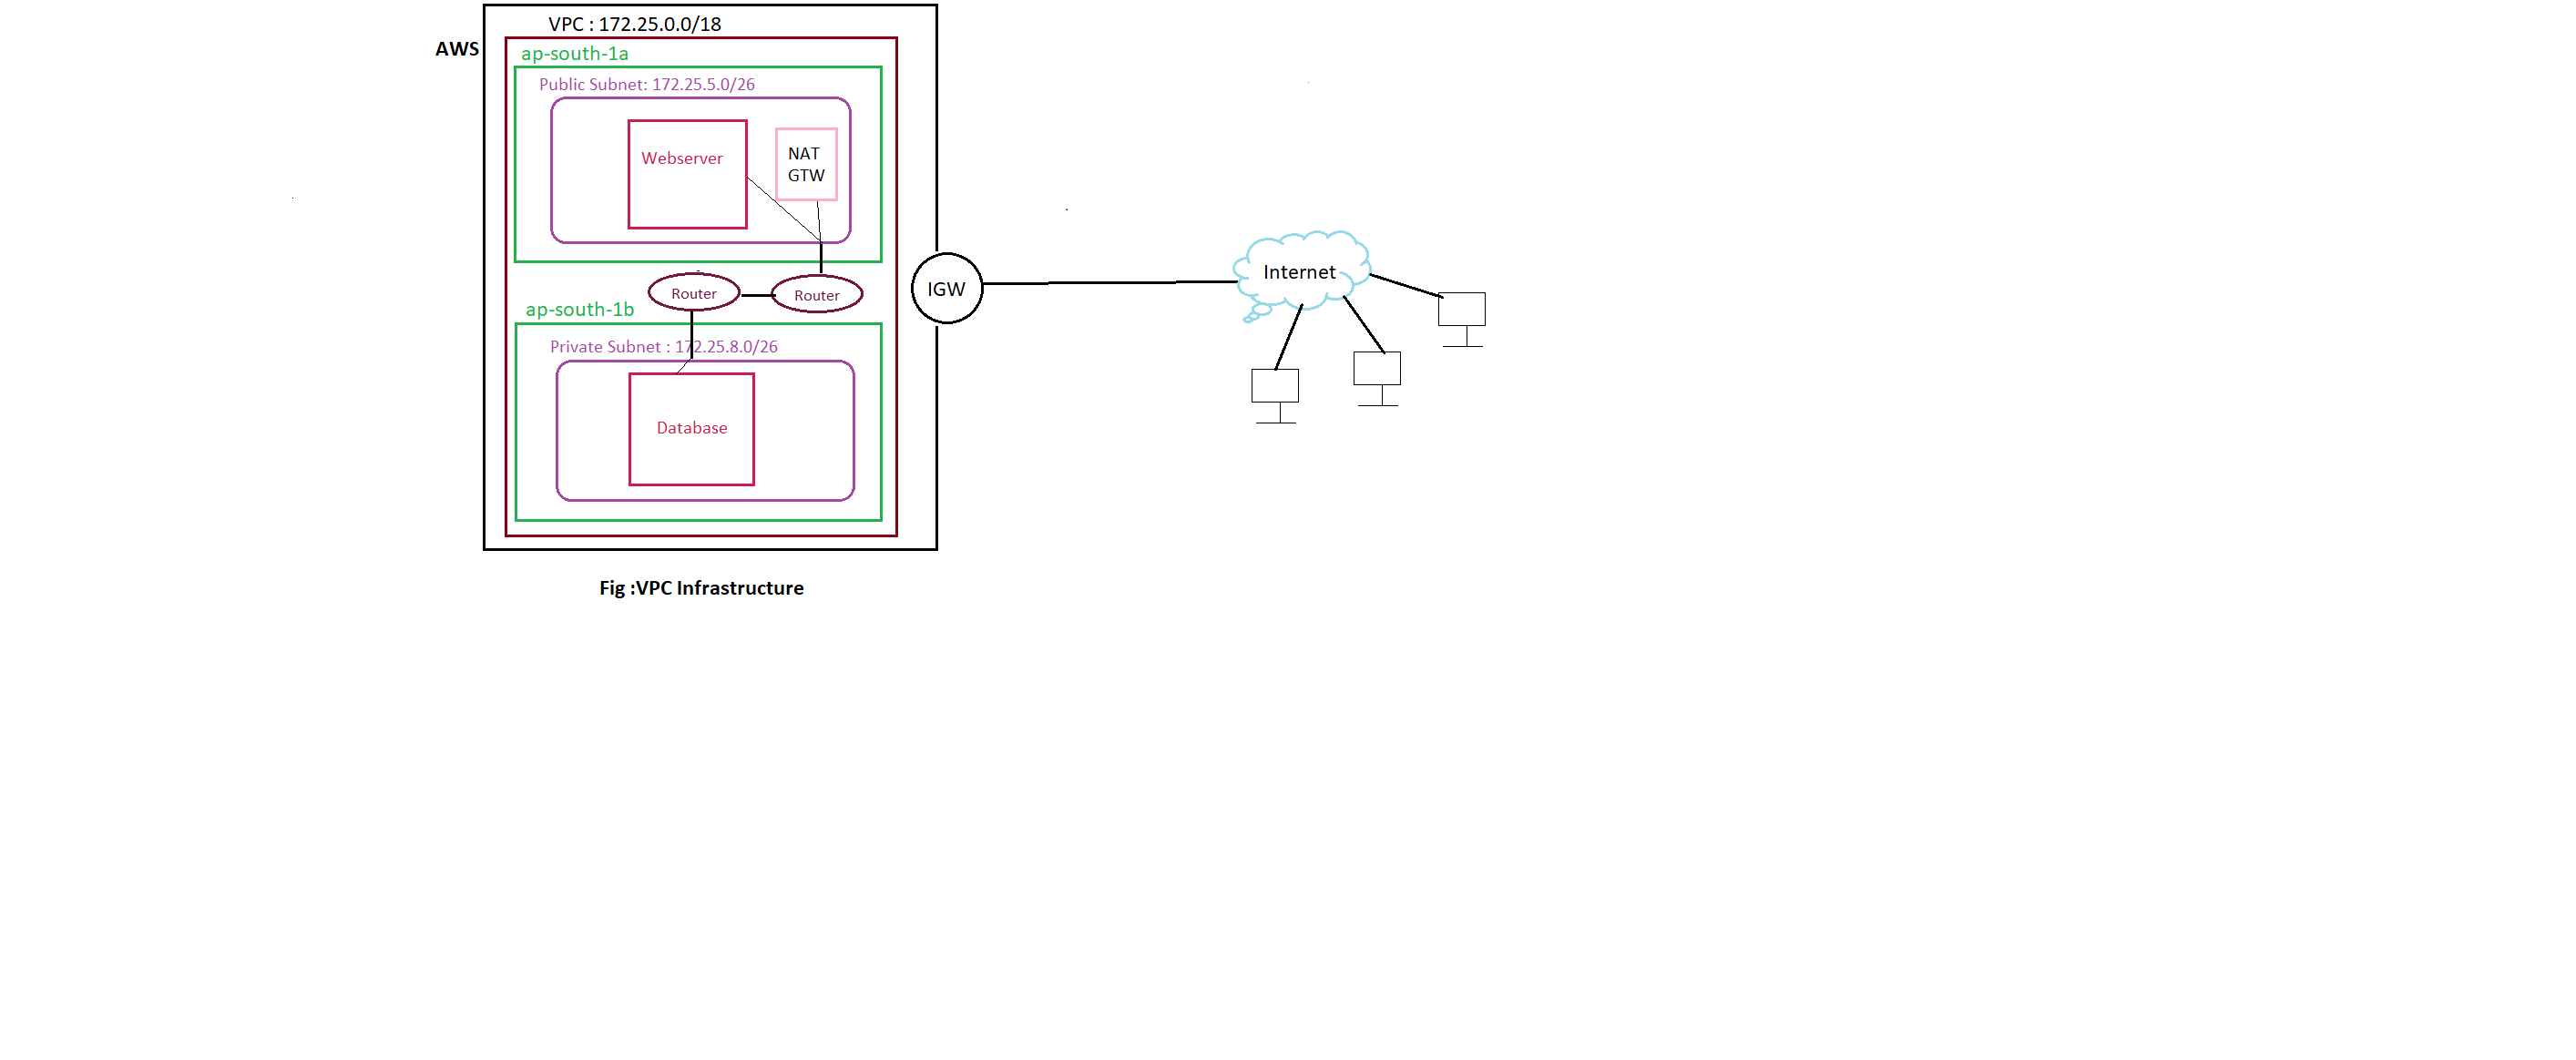 VPC : 172.25.0.0/18
AWS
ap-south-1a
Public Subnet: 172.25.5.0/26
Webserver
NAT
GTW
Router
Router
IGW
Internet
ap-south-1b
Private Subnet : 172.25.8.0/26
Database
Fig :VPC Infrastructure